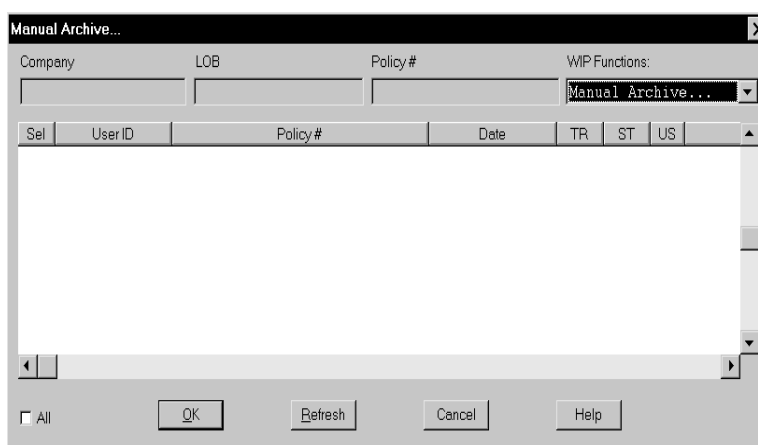 Manual Archive...
Company LOB Policy # WIP Functions:
Manual Archive...
Sel User ID Policy # Date TR ST US
All OK Refresh Cancel Help